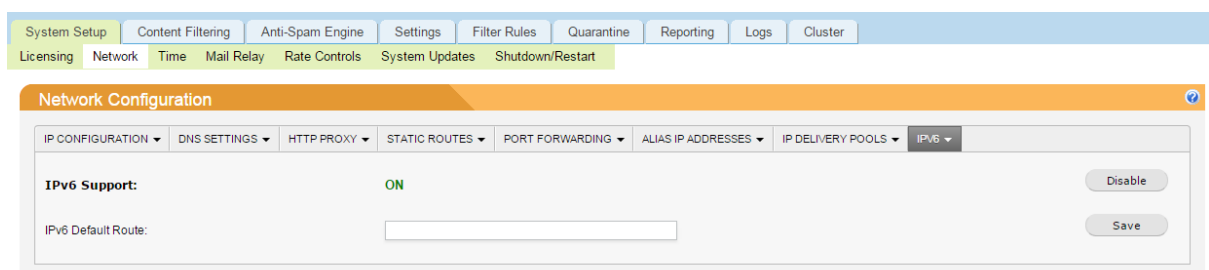 System Setup Content Filtering Anti-Spam Engine Settings Filter Rules Quarantine Reporting Logs Cluster
Licensing Network Time Mail Relay Rate Controls System Updates Shutdown/Restart
Network Configuration
IP CONFIGURATION DNS SETTINGS HTTP PROXY STATIC ROUTES PORT FORWARDING ALIAS IP ADDRESSES IP DELIVERY POOLS IPV6
IPv6 Support: ON Disable
IPv6 Default Route: Save